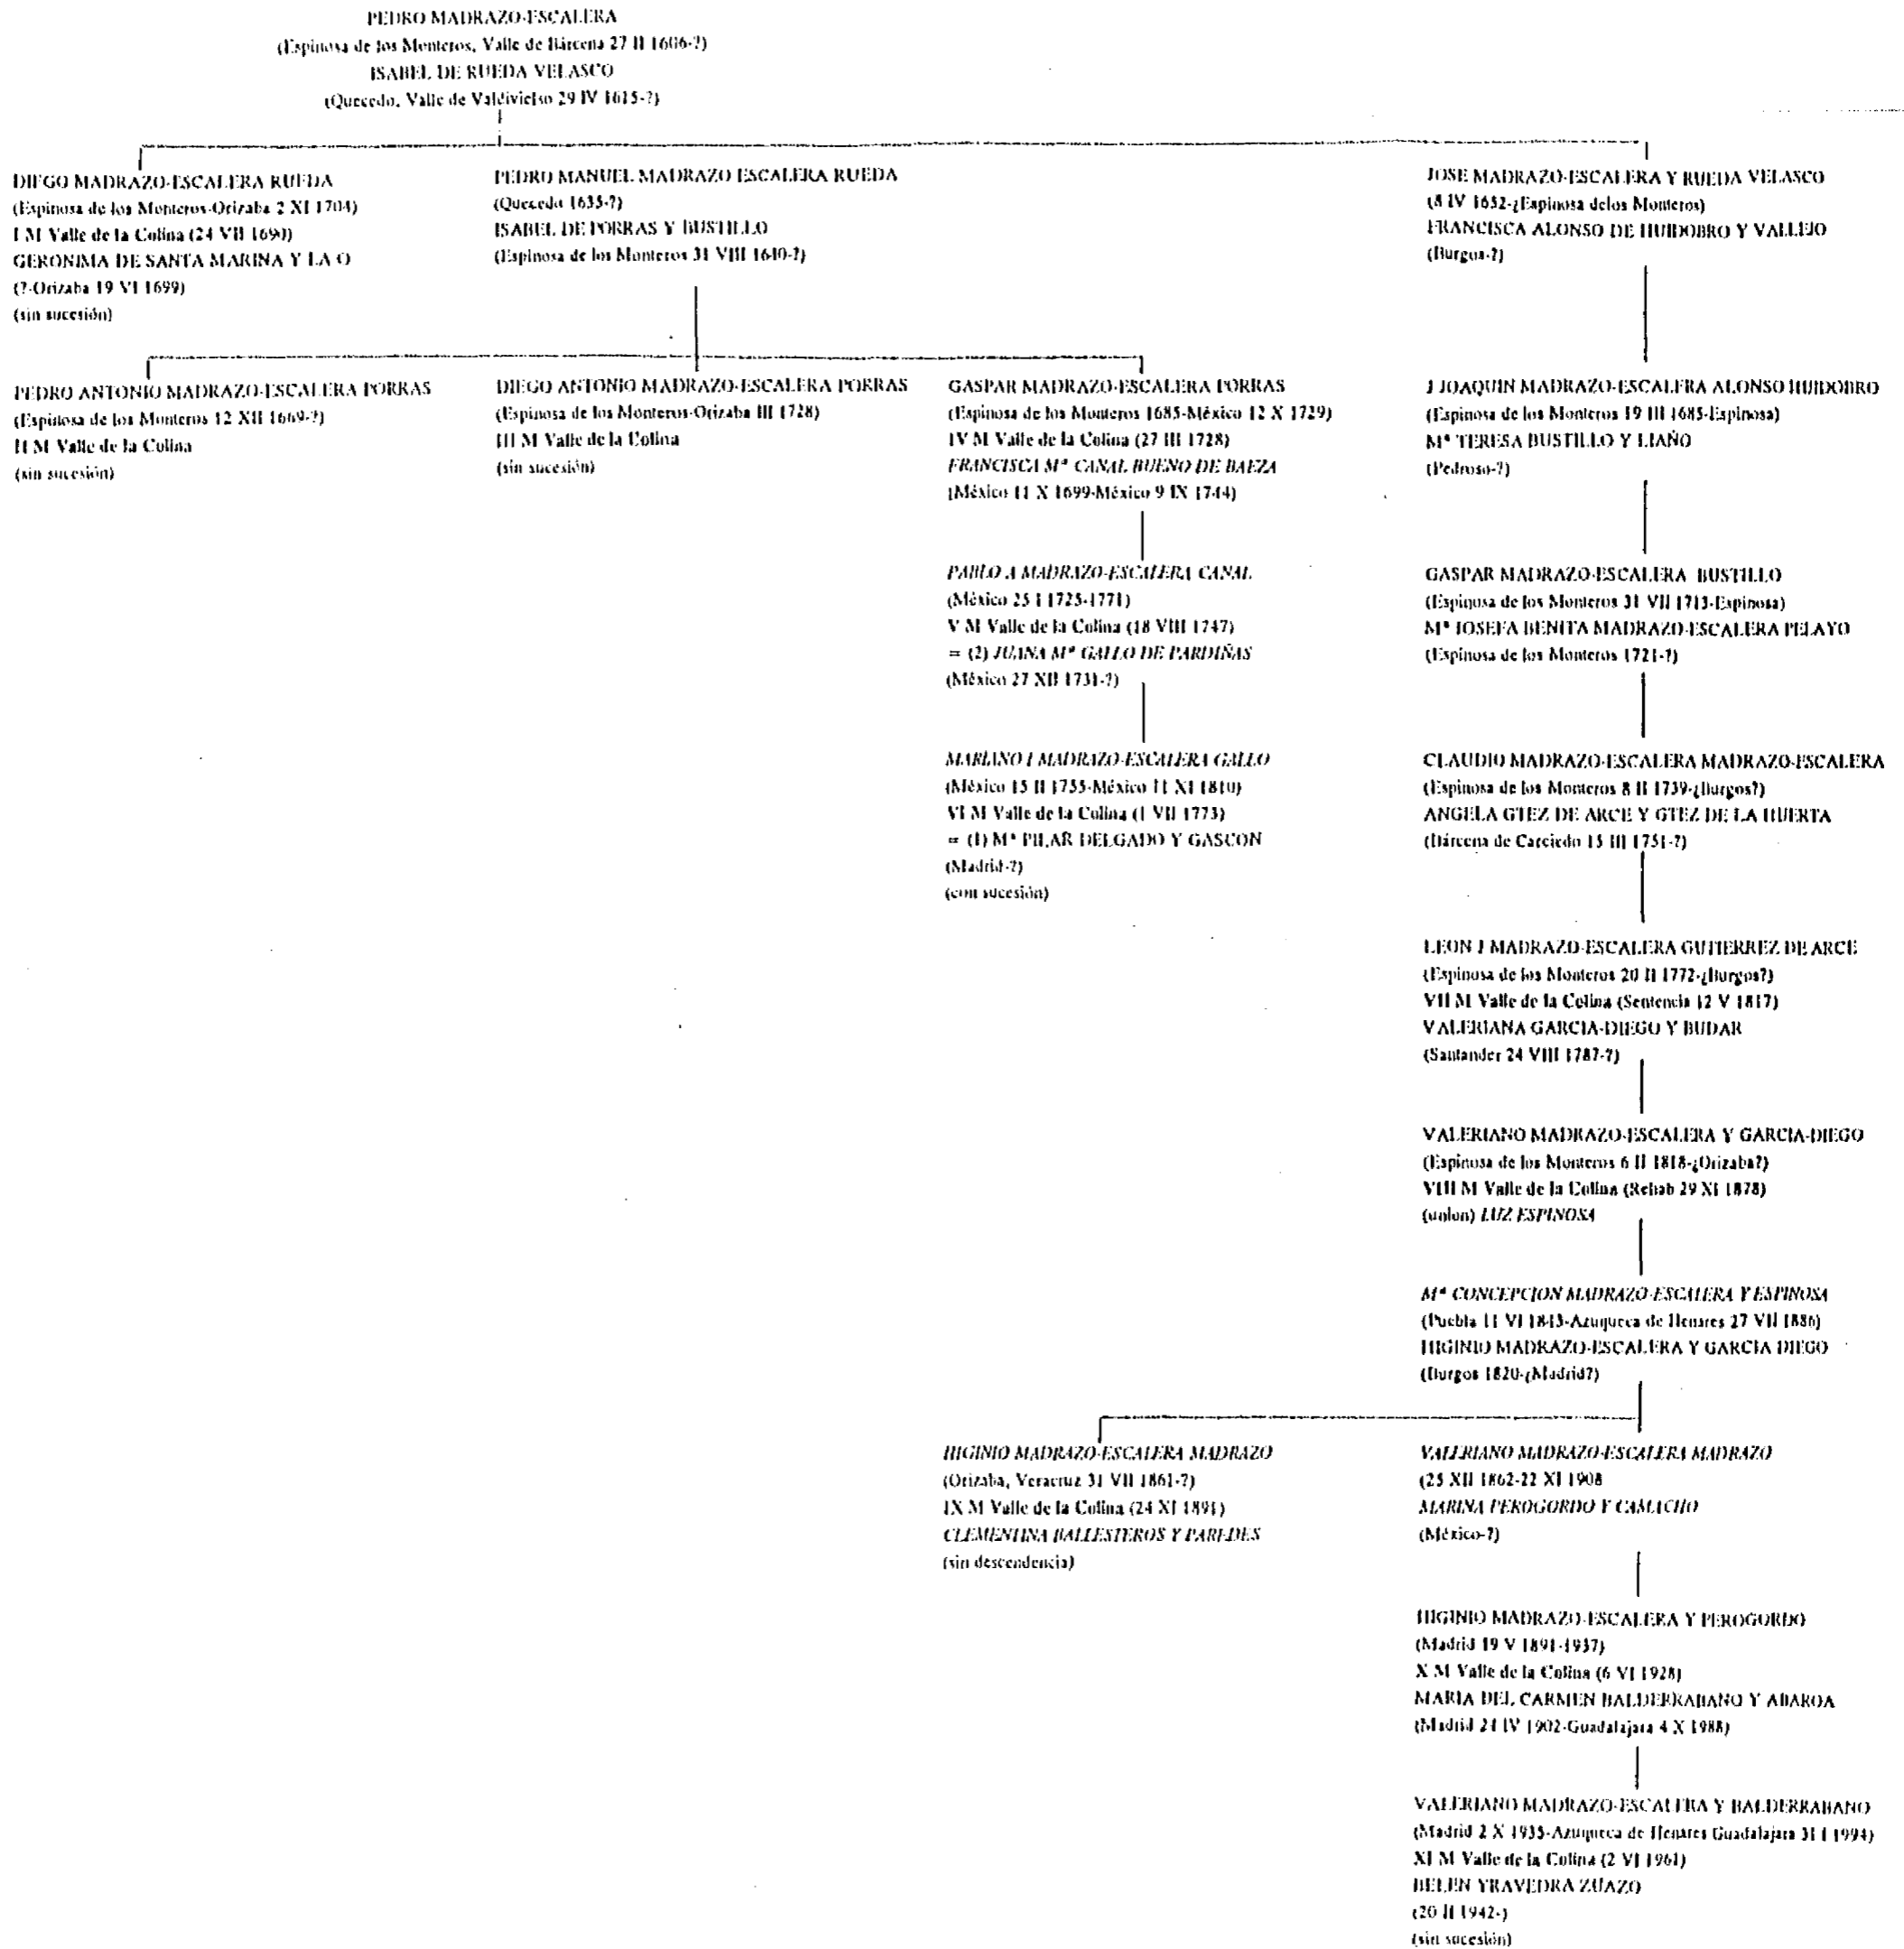 PEDRO MADRAZO-ESCALERA
(Espinosa de los Monteros, Valle de Bárcena 27 II 1606-?)
ISABEL DE RUEDA VELASCO
(Quecedo, Valle de Valdivielso 29 IV 1615-?)
DIEGO MADRAZO-ESCALERA RUEDA
(Espinosa de los Monteros-Orizaba 2 XI 1704)
I M Valle de la Colina (24 VII 1690)
GERONIMA DE SANTA MARINA Y LA O
(?-Orizaba 19 VI 1699)
(sin sucesión)
PEDRO MANUEL MADRAZO ESCALERA RUEDA
(Quecedo 1635-?)
ISABEL DE PORRAS Y BUSTILLO
(Espinosa de los Monteros 31 VIII 1640-?)
JOSE MADRAZO-ESCALERA Y RUEDA VELASCO
(8 IV 1652-¿Espinosa delos Monteros)
FRANCISCA ALONSO DE HUIDOBRO Y VALLEJO
(Burgos-?)
PEDRO ANTONIO MADRAZO-ESCALERA PORRAS
(Espinosa de los Monteros 12 XII 1669-?)
II M Valle de la Colina
(sin sucesión)
DIEGO ANTONIO MADRAZO-ESCALERA PORRAS
(Espinosa de los Monteros-Orizaba III 1728)
III M Valle de la Colina
(sin sucesión)
GASPAR MADRAZO-ESCALERA PORRAS
(Espinosa de los Monteros 1685-México 12 X 1729)
IV M Valle de la Colina (27 III 1728)
FRANCISCA Mª CANAL BUENO DE BAEZA
(México 11 X 1699-México 9 IX 1744)
J JOAQUIN MADRAZO-ESCALERA ALONSO HUIDOBRO
(Espinosa de los Monteros 19 III 1685-Espinosa)
Mª TERESA BUSTILLO Y LIAÑO
(Pedroso-?)
PABLO A MADRAZO-ESCALERA CANAL
(México 25 I 1725-1771)
V M Valle de la Colina (18 VIII 1747)
= (2) JUANA Mª GALLO DE PARDIÑAS
(México 27 XII 1731-?)
GASPAR MADRAZO-ESCALERA BUSTILLO
(Espinosa de los Monteros 31 VII 1713-Espinosa)
Mª JOSEFA BENITA MADRAZO-ESCALERA PELAYO
(Espinosa de los Monteros 1721-?)
MARIANO J MADRAZO-ESCALERA GALLO
(México 15 II 1755-México 11 XI 1810)
VI M Valle de la Colina (1 VII 1773)
= (1) Mª PILAR DELGADO Y GASCON
(Madrid-?)
(con sucesión)
CLAUDIO MADRAZO-ESCALERA MADRAZO-ESCALERA
(Espinosa de los Monteros 8 II 1739-¿Burgos?)
ANGELA GTEZ DE ARCE Y GTEZ DE LA HUERTA
(Bárcena de Carciedo 15 III 1751-?)
LEON J MADRAZO-ESCALERA GUTIERREZ DE ARCE
(Espinosa de los Monteros 20 II 1772-¿Burgos?)
VII M Valle de la Colina (Sentencia 12 V 1817)
VALERIANA GARCIA-DIEGO Y BUDAR
(Santander 24 VIII 1787-?)
VALERIANO MADRAZO-ESCALERA Y GARCIA-DIEGO
(Espinosa de los Monteros 6 II 1818-¿Orizaba?)
VIII M Valle de la Colina (Rehab 29 XI 1878)
(union) LUZ ESPINOSA
Mª CONCEPCION MADRAZO-ESCALERA Y ESPINOSA
(Puebla 11 VI 1843-Azuqueca de Henares 27 VII 1886)
HIGINIO MADRAZO-ESCALERA Y GARCIA DIEGO
(Burgos 1820-¿Madrid?)
HIGINIO MADRAZO-ESCALERA MADRAZO
(Orizaba, Veracruz 31 VII 1861-?)
IX M Valle de la Colina (24 XI 1891)
CLEMENTINA BALLESTEROS Y PAREDES
(sin descendencia)
VALERIANO MADRAZO-ESCALERA MADRAZO
(25 XII 1862-22 XI 1908
MARINA PEROGORDO Y CAMACHO
(México-?)
HIGINIO MADRAZO-ESCALERA Y PEROGORDO
(Madrid 19 V 1891-1937)
X M Valle de la Colina (6 VI 1928)
MARIA DEL CARMEN BALDERRABANO Y ABAROA
(Madrid 24 IV 1902-Guadalajara 4 X 1988)
VALERIANO MADRAZO-ESCALERA Y BALDERRABANO
(Madrid 2 X 1935-Azuqueca de Henares Guadalajara 31 I 1994)
XI M Valle de la Colina (2 VI 1961)
BELEN YRAVEDRA ZUAZO
(20 II 1942-)
(sin sucesión)